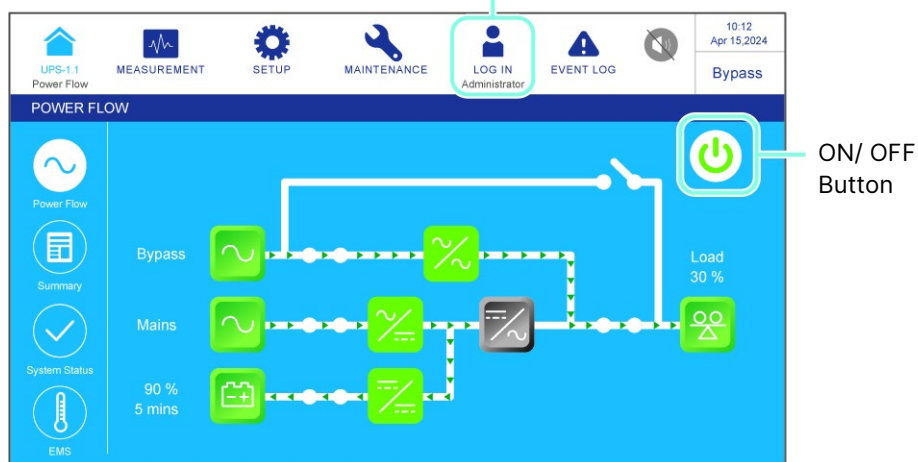 UPS-1.1
Power Flow
MEASUREMENT
SETUP
MAINTENANCE
LOG IN
Administrator
EVENT LOG
10:12
Apr 15,2024
Bypass
POWER FLOW
ON/ OFF
Button
Power Flow
Summary
System Status
EMS
Bypass
Mains
90 %
5 mins
Load
30 %